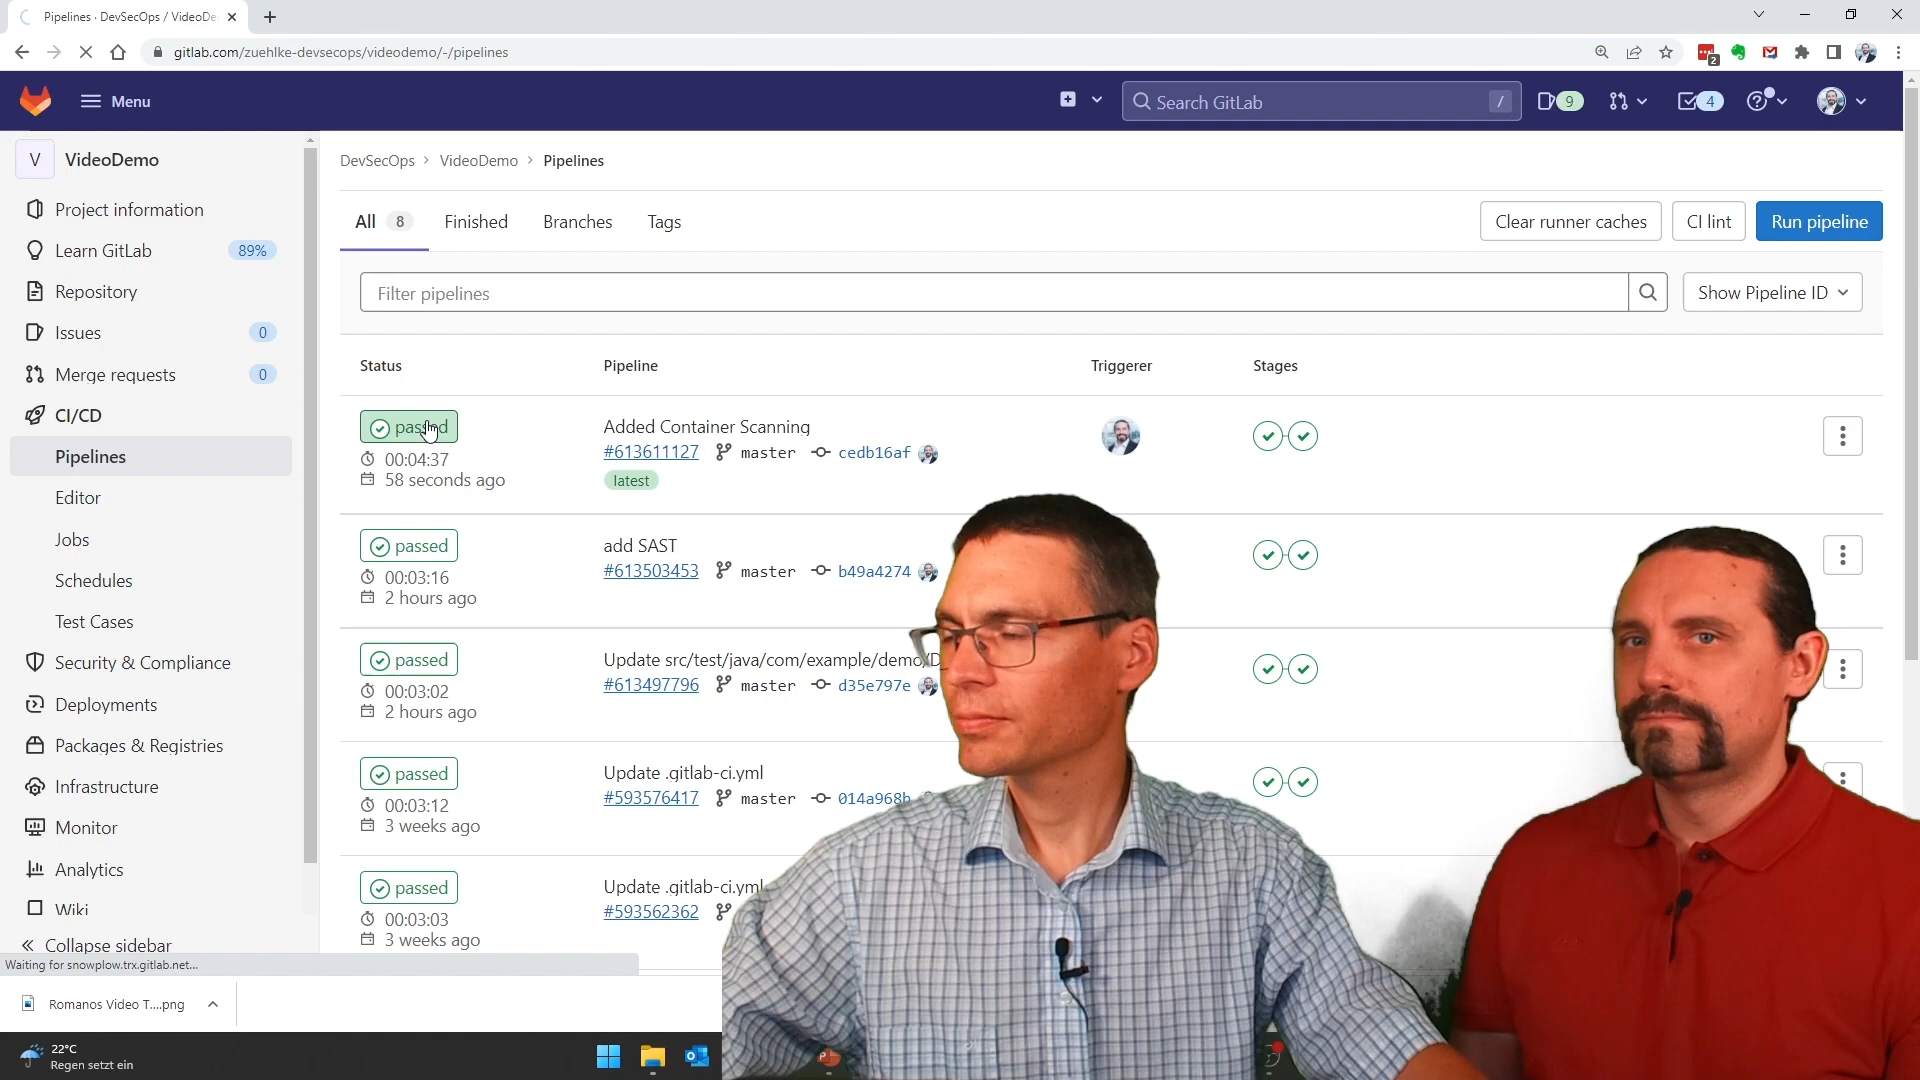 Pipelines · DevSecOps / VideoDe
gitlab.com/zuehlke-devsecops/videodemo/-/pipelines
2
Menu
Search GitLab
/
9
4
V
VideoDemo
Project information
Learn GitLab
89%
Repository
Issues
0
Merge requests
0
CI/CD
Pipelines
Editor
Jobs
Schedules
Test Cases
Security & Compliance
Deployments
Packages & Registries
Infrastructure
Monitor
Analytics
Wiki
Collapse sidebar
Waiting for snowplow.trx.gitlab.net...
DevSecOps > VideoDemo > Pipelines
All 8
Finished
Branches
Tags
Clear runner caches
CI lint
Run pipeline
Filter pipelines
Show Pipeline ID
Status
Pipeline
Triggerer
Stages
passed
00:04:37
58 seconds ago
Added Container Scanning
#613611127 master cedb16af
latest
passed
00:03:16
2 hours ago
add SAST
#613503453 master b49a4274
passed
00:03:02
2 hours ago
Update src/test/java/com/example/demo/D
#613497796 master d35e797e
passed
00:03:12
3 weeks ago
Update .gitlab-ci.yml
#593576417 master 014a968b
passed
00:03:03
3 weeks ago
Update .gitlab-ci.yml
#593562362
Romanos Video T....png
22°C
Regen setzt ein